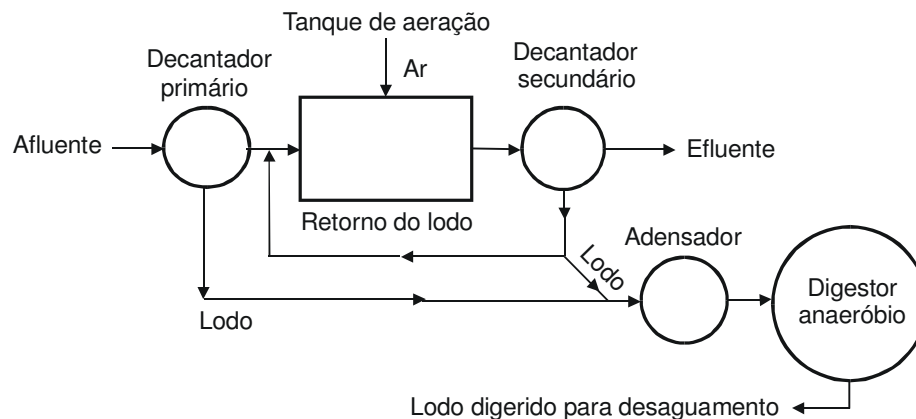 Tanque de aeração
Decantador
primário
Ar
Decantador
secundário
Afluente
Efluente
Retorno do lodo
Adensador
Lodo
Lodo
Digestor
anaeróbio
Lodo digerido para desaguamento